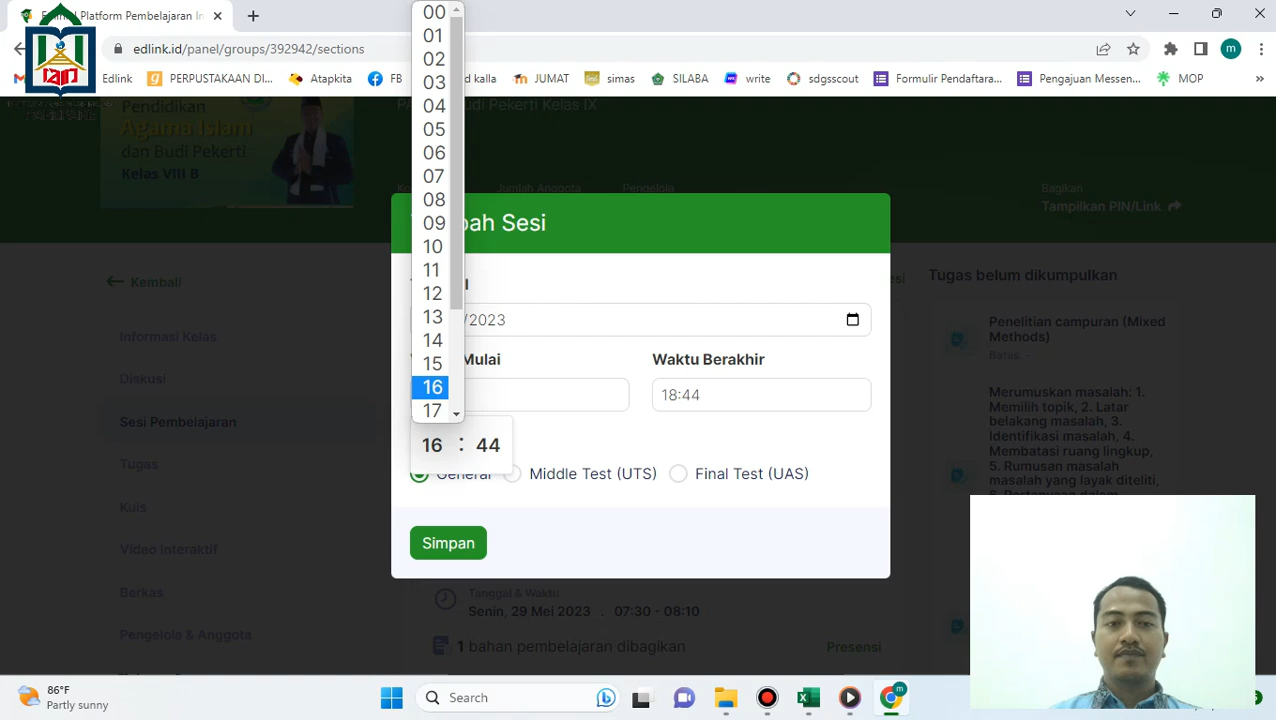 Edlink | Platform Pembelajaran In
edlink.id/panel/groups/392942/sections
Edlink
PERPUSTAKAAN DI...
Atapkita
FB
kalla
JUMAT
simas
SILABA
write
sdgsscout
Formulir Pendaftara...
Pengajuan Messen...
MOP
»
m
iain
Pendidikan
Agama Islam
dan Budi Pekerti
Kelas VIII B
Budi Pekerti Kelas IX
Jumlah Anggota
Pengelola
Bagikan
Tampilkan PIN/Link
00
01
02
03
04
05
06
07
08
09
10
11
12
13
14
15
16
17
bah Sesi
/2023
Mulai
Waktu Berakhir
18:44
16 : 44
General
Middle Test (UTS)
Final Test (UAS)
Simpan
Kembali
Informasi Kelas
Diskusi
Sesi Pembelajaran
Tugas
Kuis
Video Interaktif
Berkas
Pengelola & Anggota
Tanggal & Waktu
Senin, 29 Mei 2023 . 07:30 - 08:10
1 bahan pembelajaran dibagikan
Presensi
Tugas belum dikumpulkan
Penelitian campuran (Mixed
Methods)
Batas: -
Merumuskan masalah: 1.
Memilih topik, 2. Latar
belakang masalah, 3.
Identifikasi masalah, 4.
Membatasi ruang lingkup,
5. Rumusan masalah
masalah yang layak diteliti,
86°F
Partly sunny
Search
m